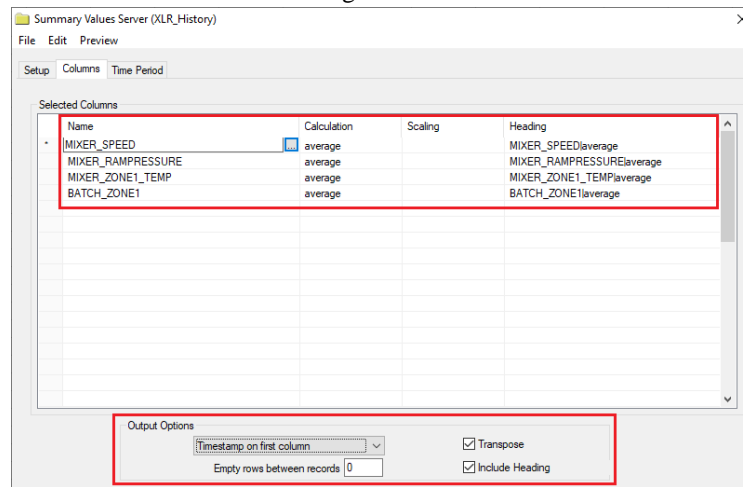 Summary Values Server (XLR_History)
File Edit Preview
Setup Columns Time Period
Selected Columns
Name Calculation Scaling Heading
MIXER_SPEED ... average MIXER_SPEED|average
MIXER_RAMPRESSURE average MIXER_RAMPRESSURE|average
MIXER_ZONE1_TEMP average MIXER_ZONE1_TEMP|average
BATCH_ZONE1 average BATCH_ZONE1|average
Output Options
Timestamp on first column Transpose
Empty rows between records 0 Include Heading